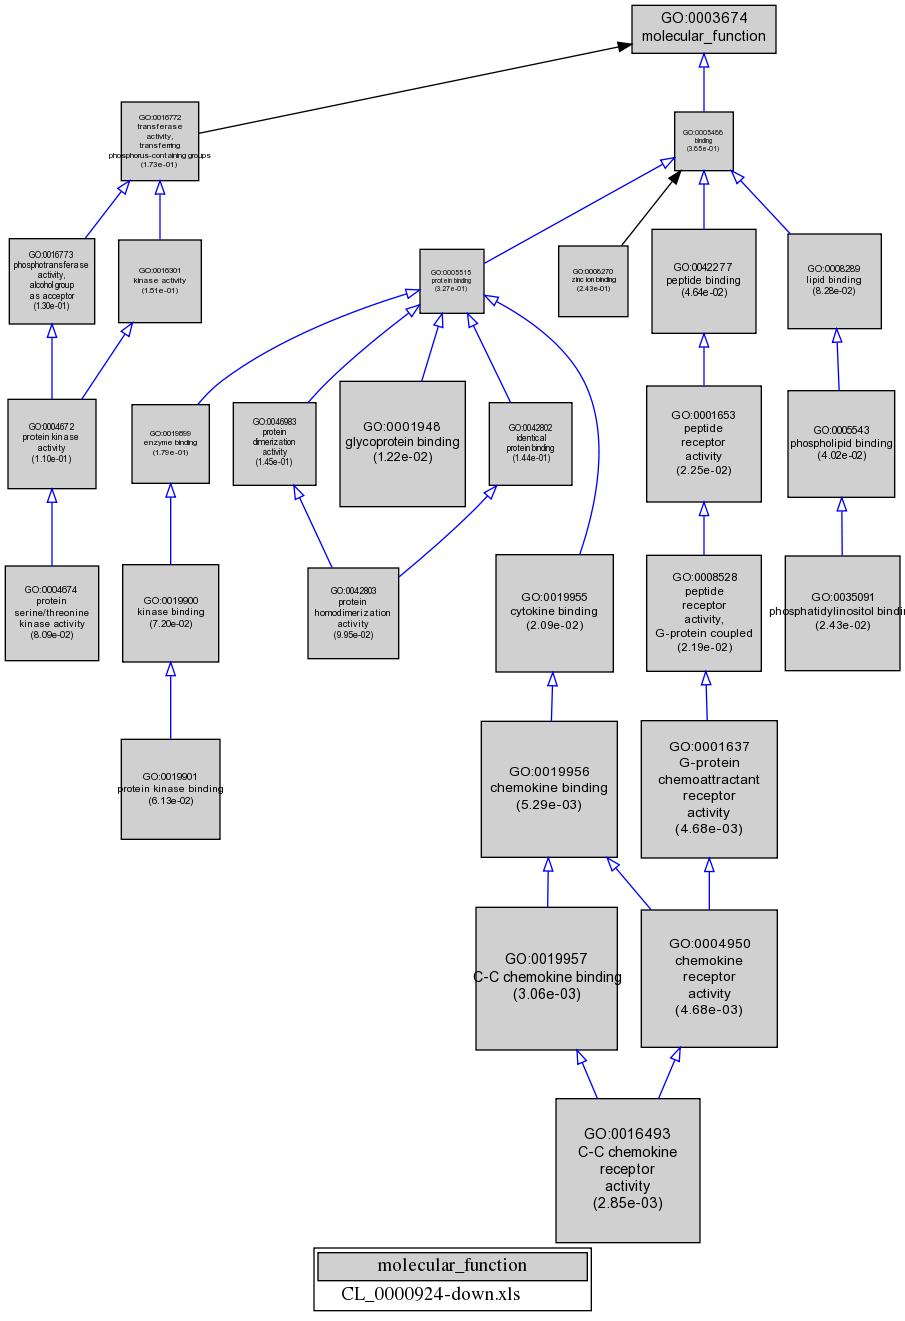 GO:0003674
molecular_function
GO:0016772
transferase
activity,
transferring
phosphorus-containing groups
(1.73e-01)
GO:0005488
binding
(3.65e-01)
GO:0016773
phosphotransferase
activity,
alcohol group
as acceptor
(1.30e-01)
GO:0016301
kinase activity
(1.51e-01)
GO:0005515
protein binding
(3.27e-01)
GO:0008270
zinc ion binding
(2.43e-01)
GO:0042277
peptide binding
(4.64e-02)
GO:0008289
lipid binding
(8.28e-02)
GO:0004672
protein kinase
activity
(1.10e-01)
GO:0019899
enzyme binding
(1.79e-01)
GO:0046983
protein
dimerization
activity
(1.45e-01)
GO:0001948
glycoprotein binding
(1.22e-02)
GO:0042802
identical
protein binding
(1.44e-01)
GO:0001653
peptide
receptor
activity
(2.25e-02)
GO:0005543
phospholipid binding
(4.02e-02)
GO:0004674
protein
serine/threonine
kinase activity
(8.09e-02)
GO:0019900
kinase binding
(7.20e-02)
GO:0042803
protein
homodimerization
activity
(9.95e-02)
GO:0019955
cytokine binding
(2.09e-02)
GO:0008528
peptide
receptor
activity,
G-protein coupled
(2.19e-02)
GO:0035091
phosphatidylinositol bindi
(2.43e-02)
GO:0019901
protein kinase binding
(6.13e-02)
GO:0019956
chemokine binding
(5.29e-03)
GO:0001637
G-protein
chemoattractant
receptor
activity
(4.68e-03)
GO:0019957
C-C chemokine binding
(3.06e-03)
GO:0004950
chemokine
receptor
activity
(4.68e-03)
GO:0016493
C-C chemokine
receptor
activity
(2.85e-03)
molecular_function
CL_0000924-down.xls